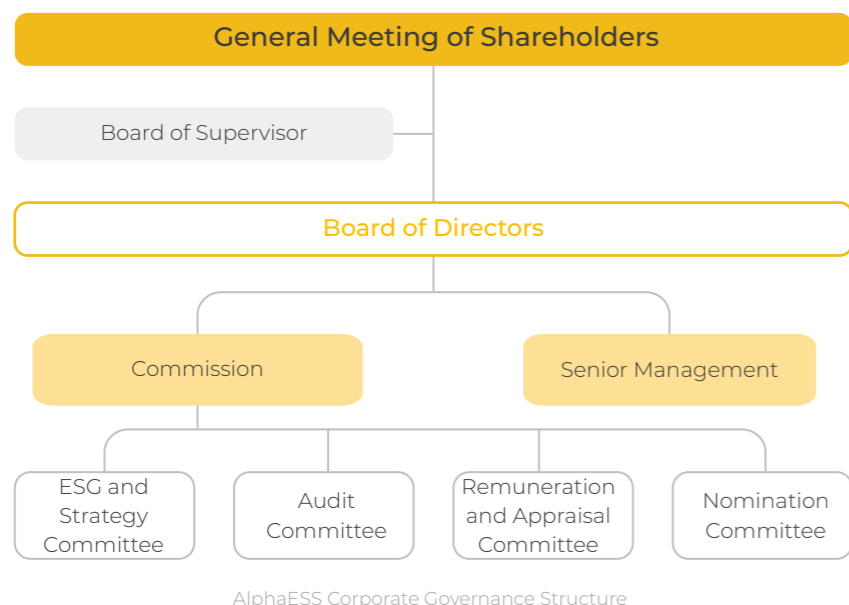 General Meeting of Shareholders
Board of Supervisor
Board of Directors
Commission
Senior Management
ESG and
Strategy
Committee
Audit
Committee
Remuneration
and Appraisal
Committee
Nomination
Committee
AlphaESS Corporate Governance Structure